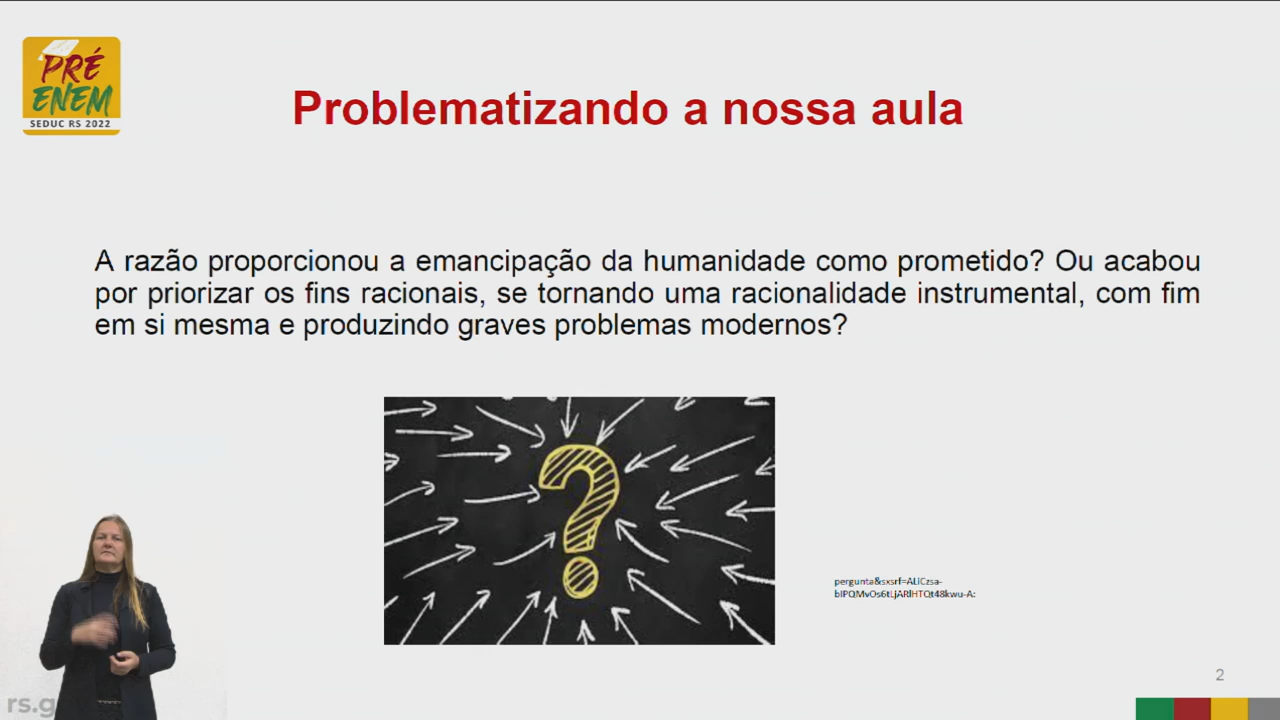 PRÉ
ENEM
SEDUC RS 2022
Problematizando a nossa aula
A razão proporcionou a emancipação da humanidade como prometido? Ou acabou
por priorizar os fins racionais, se tornando uma racionalidade instrumental, com fim
em si mesma e produzindo graves problemas modernos?
?
pergunta&sxsrf=ALiCzsa-
bIPQMvOs6tLjARlHTQt48kwu-A:
2
rs.g